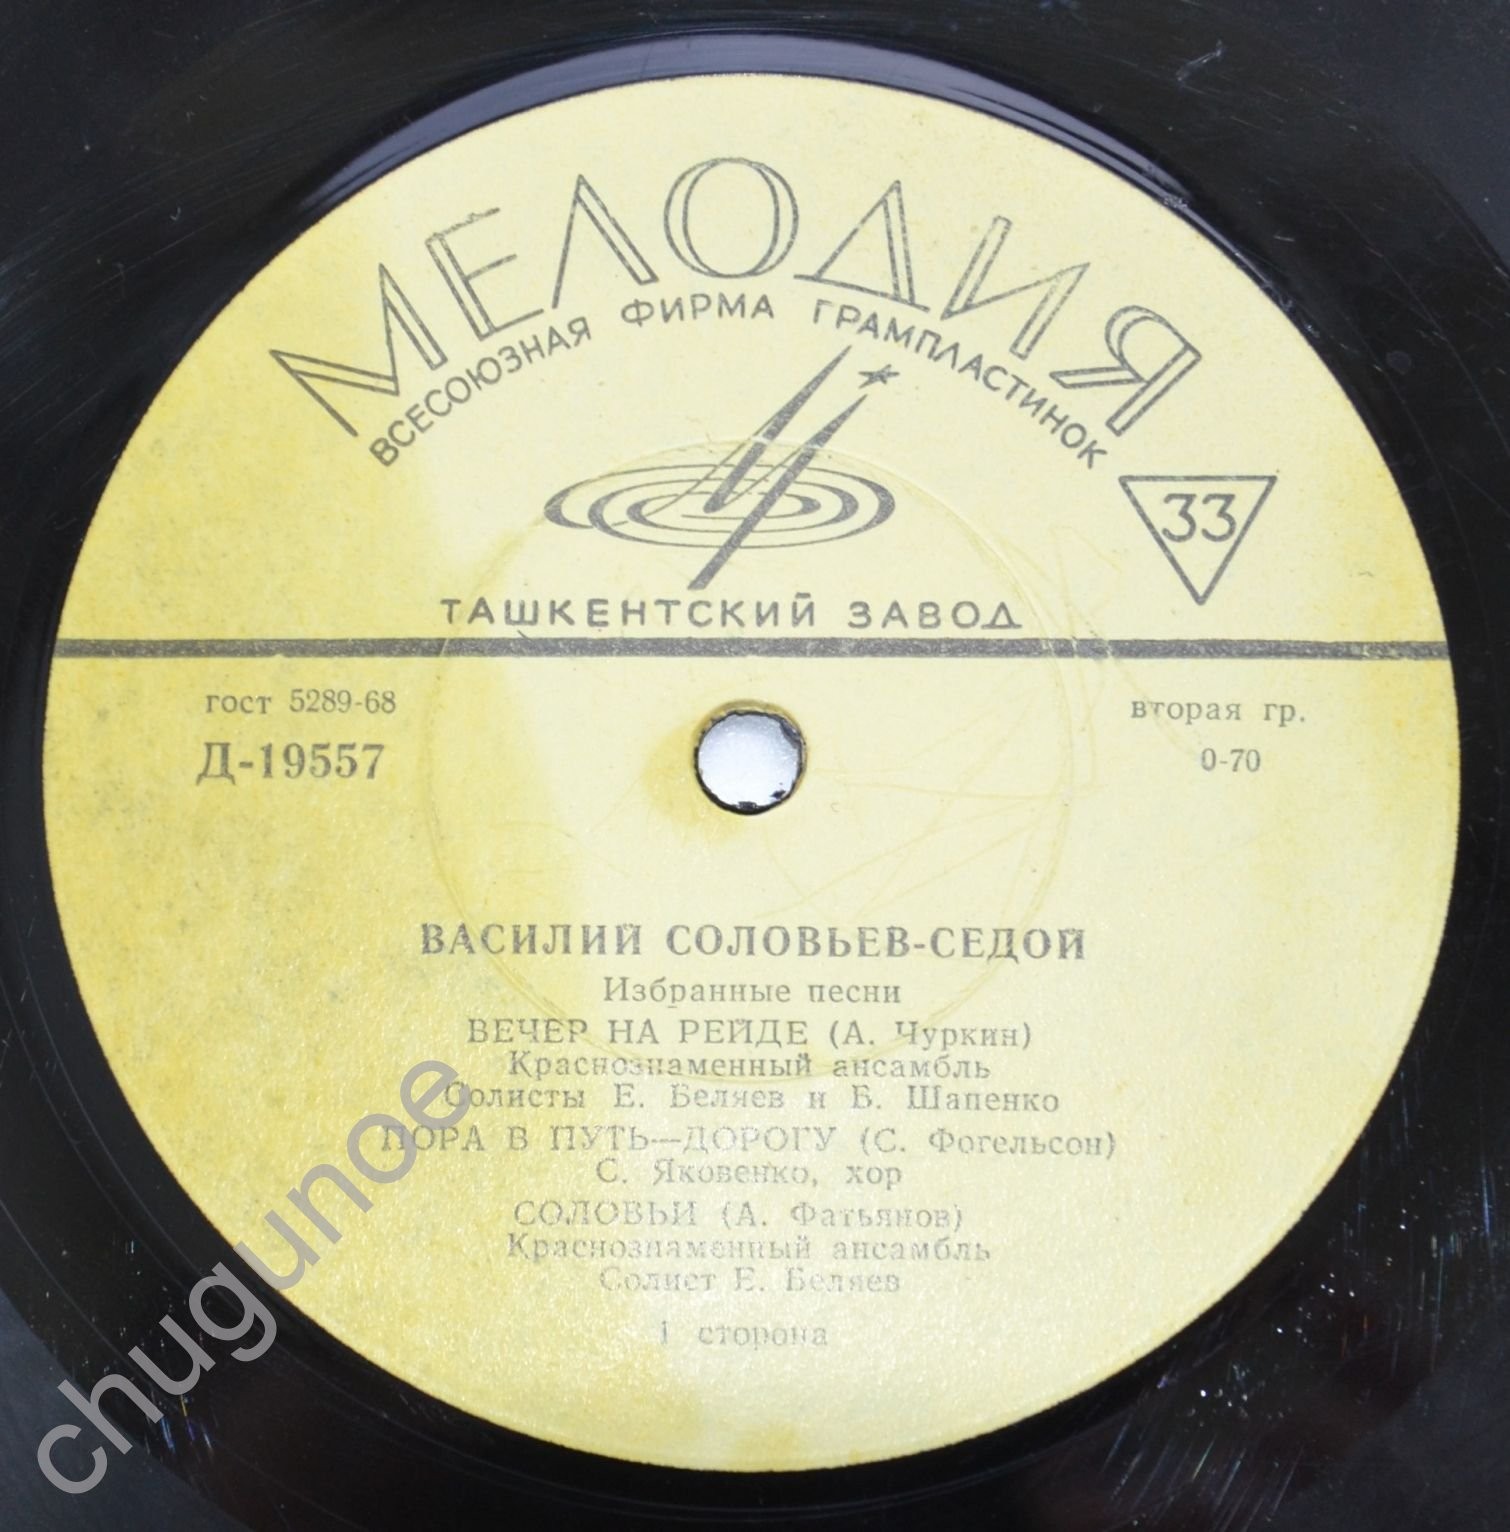 МЕЛОДИЯ
ВСЕСОЮЗНАЯ ФИРМА ГРАМПЛАСТИНОК
33
ТАШКЕНТСКИЙ ЗАВОД
гост 5289-68
вторая гр.
Д-19557
0-70
ВАСИЛИЙ СОЛОВЬЕВ-СЕДОЙ
Избранные песни
ВЕЧЕР НА РЕЙДЕ (А. Чуркин)
Краснознаменный ансамбль
Солисты Е. Беляев и Б. Шапенко
ПОРА В ПУТЬ—ДОРОГУ (С. Фогельсон)
С. Яковенко, хор
СОЛОВЬИ (А. Фатьянов)
Краснознаменный ансамбль
Солист Е. Беляев
1 сторона
chugunoe